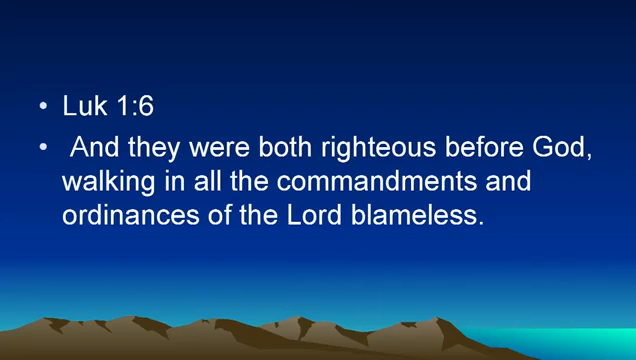 • Luk 1:6
• And they were both righteous before God,
walking in all the commandments and
ordinances of the Lord blameless.